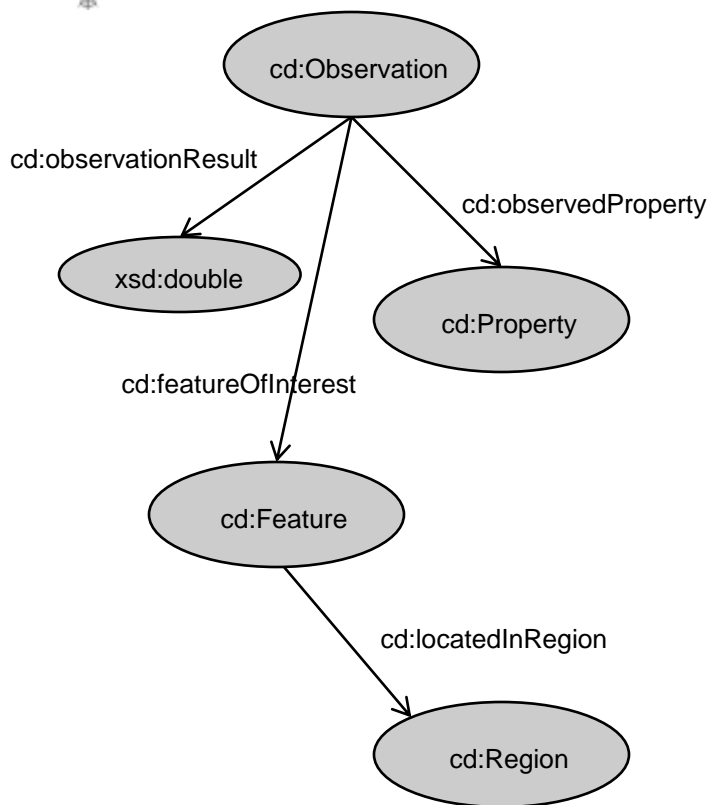 cd:Observation
cd:observationResult
cd:observedProperty
xsd:double
cd:Property
cd:featureOfInterest
cd:Feature
cd:locatedInRegion
cd:Region